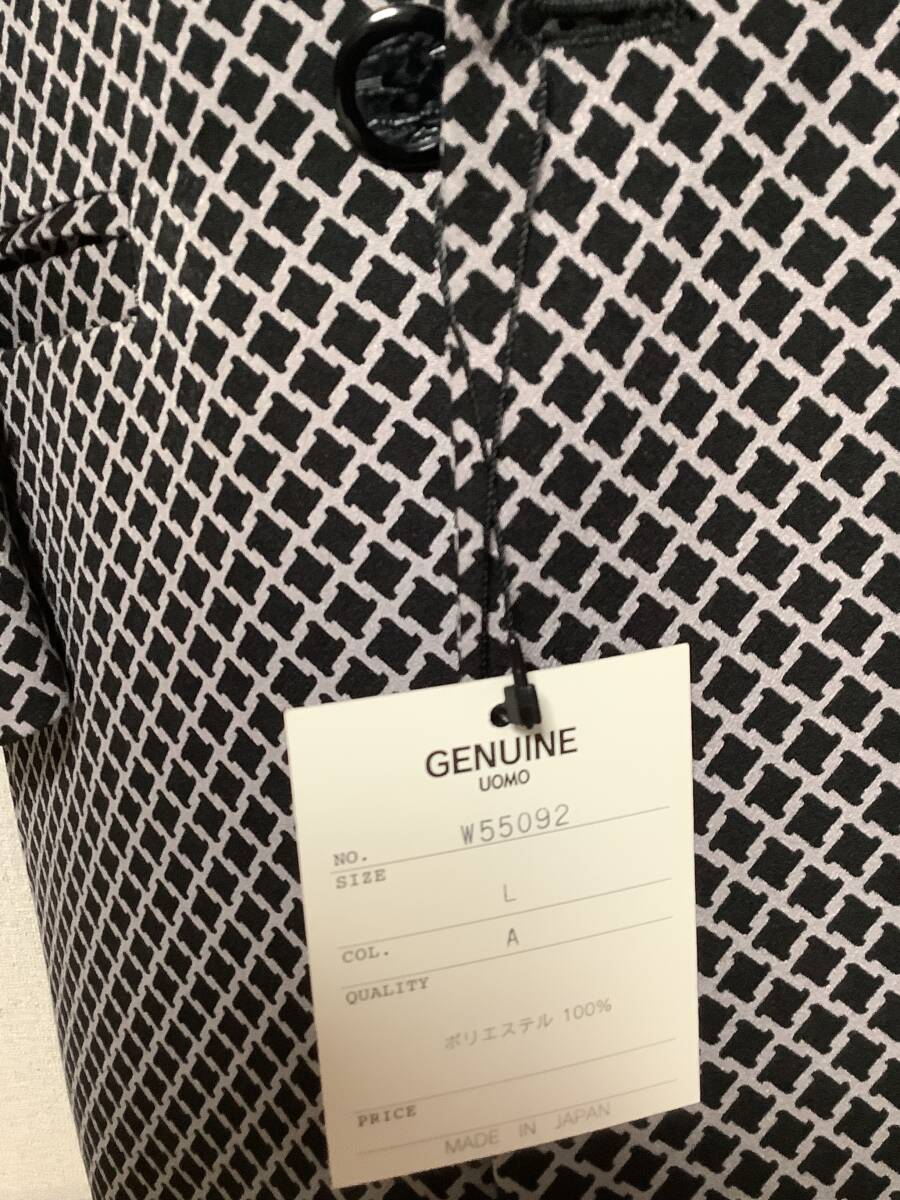 GENUINE
UOMO
NO. W55092
SIZE L
COL. A
QUALITY
ポリエステル 100%
PRICE
MADE IN JAPAN